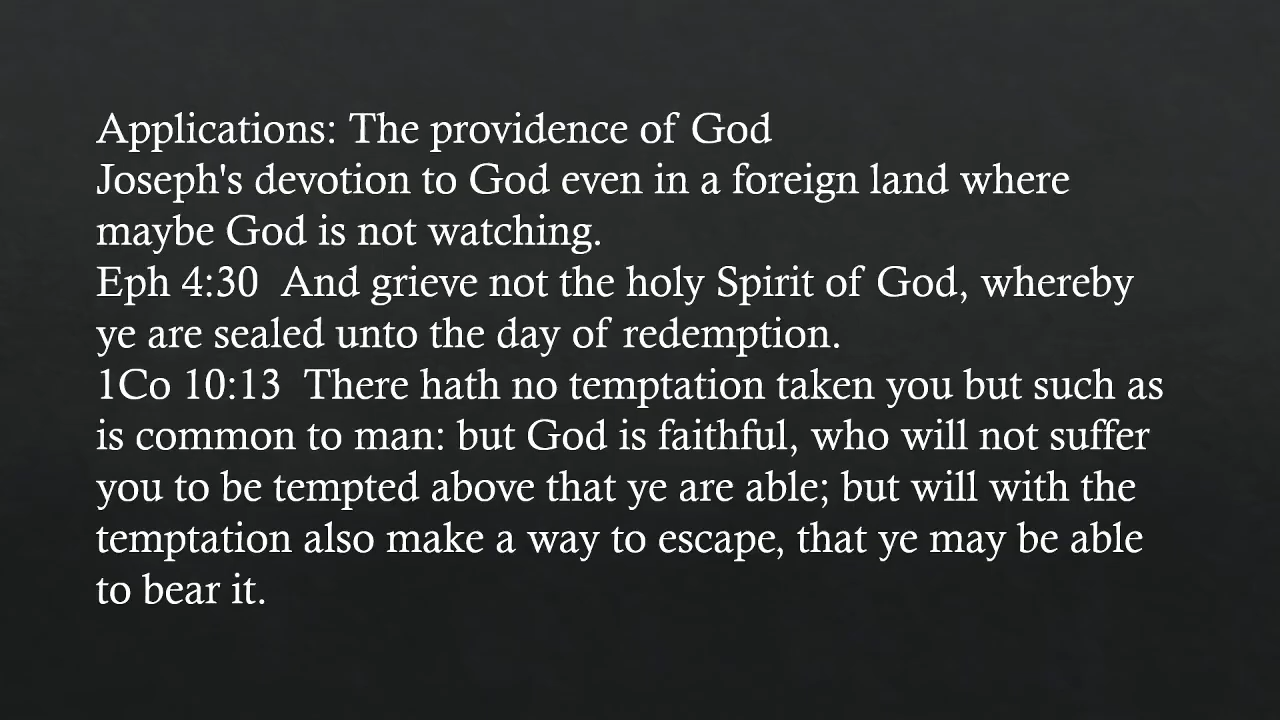 Applications: The providence of God
Joseph's devotion to God even in a foreign land where
maybe God is not watching.
Eph 4:30  And grieve not the holy Spirit of God, whereby
ye are sealed unto the day of redemption.
1Co 10:13  There hath no temptation taken you but such as
is common to man: but God is faithful, who will not suffer
you to be tempted above that ye are able; but will with the
temptation also make a way to escape, that ye may be able
to bear it.